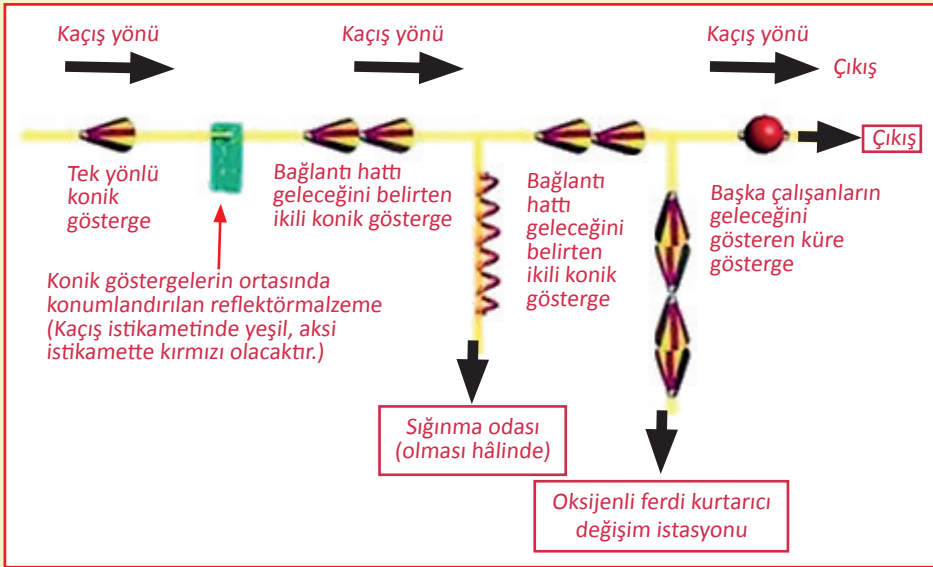 Kaçış yönü
Kaçış yönü
Kaçış yönü
Çıkış
Çıkış
Tek yönlü
konik
gösterge
Bağlantı hattı
geleceğini belirten
ikili konik gösterge
Bağlantı
hattı
geleceğini
belirten
ikili konik
gösterge
Başka çalışanların
geleceğini
gösteren küre
gösterge
Konik göstergelerin ortasında
konumlandırılan reflektörmalzeme
(Kaçış istikametinde yeşil, aksi
istikamette kırmızı olacaktır.)
Sığınma odası
(olması hâlinde)
Oksijenli ferdi kurtarıcı
değişim istasyonu